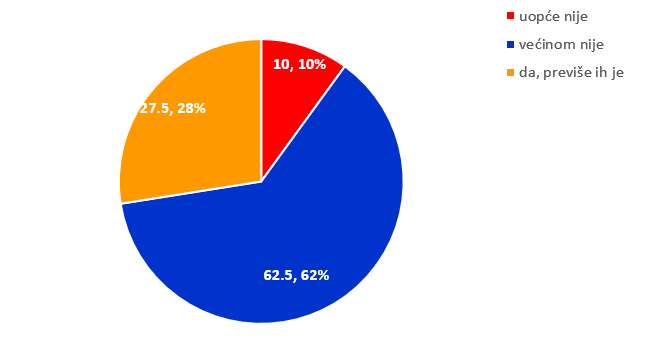 uopće nije
većinom nije
da, previše ih je
10, 10%
27.5, 28%
62.5, 62%